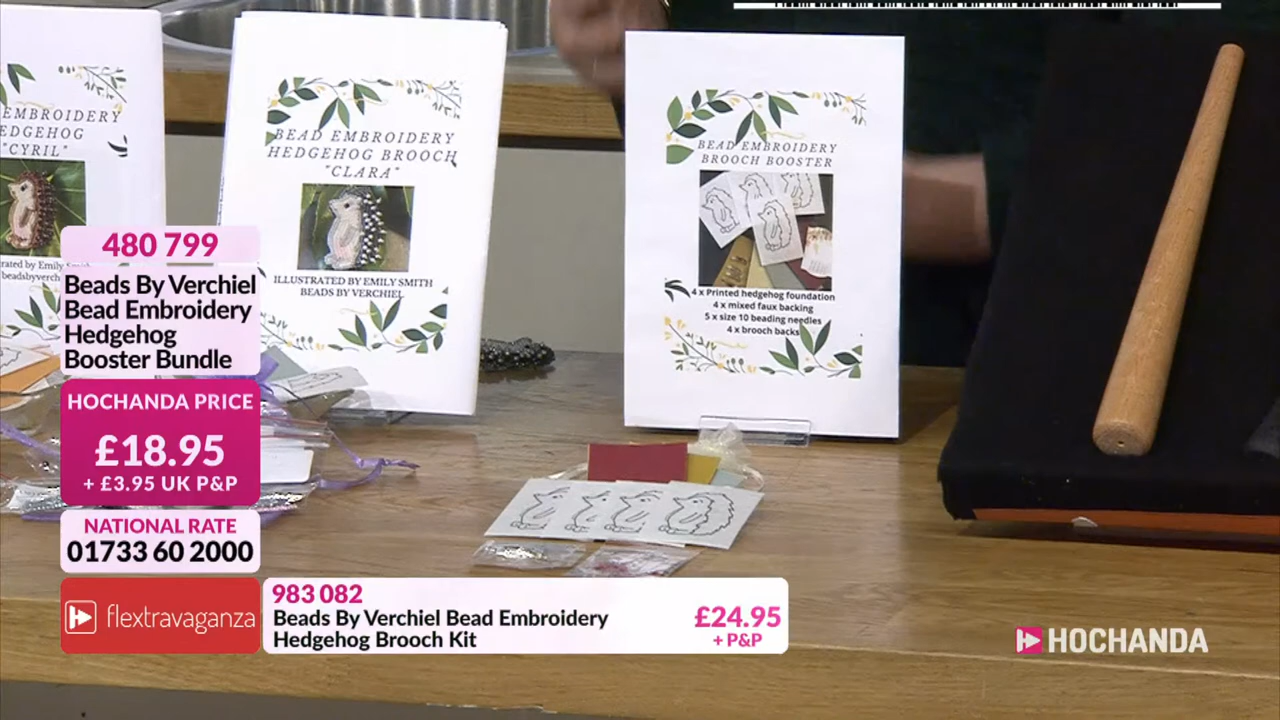 EMBROIDERY
EDGEHOG
"CYRIL"
BEAD EMBROIDERY
HEDGEHOG BROOCH
"CLARA"
ILLUSTRATED BY EMILY SMITH
BEADS BY VERCHIEL
BEAD EMBROIDERY
BROOCH BOOSTER
4 x Printed hedgehog foundation
4 x mixed faux backing
5 x size 10 beading needles
4 x brooch backs
480 799
Beads By Verchiel
Bead Embroidery
Hedgehog
Booster Bundle
HOCHANDA PRICE
£18.95
+ £3.95 UK P&P
NATIONAL RATE
01733 60 2000
flextravaganza
983 082
Beads By Verchiel Bead Embroidery
Hedgehog Brooch Kit
£24.95
+ P&P
HOCHANDA